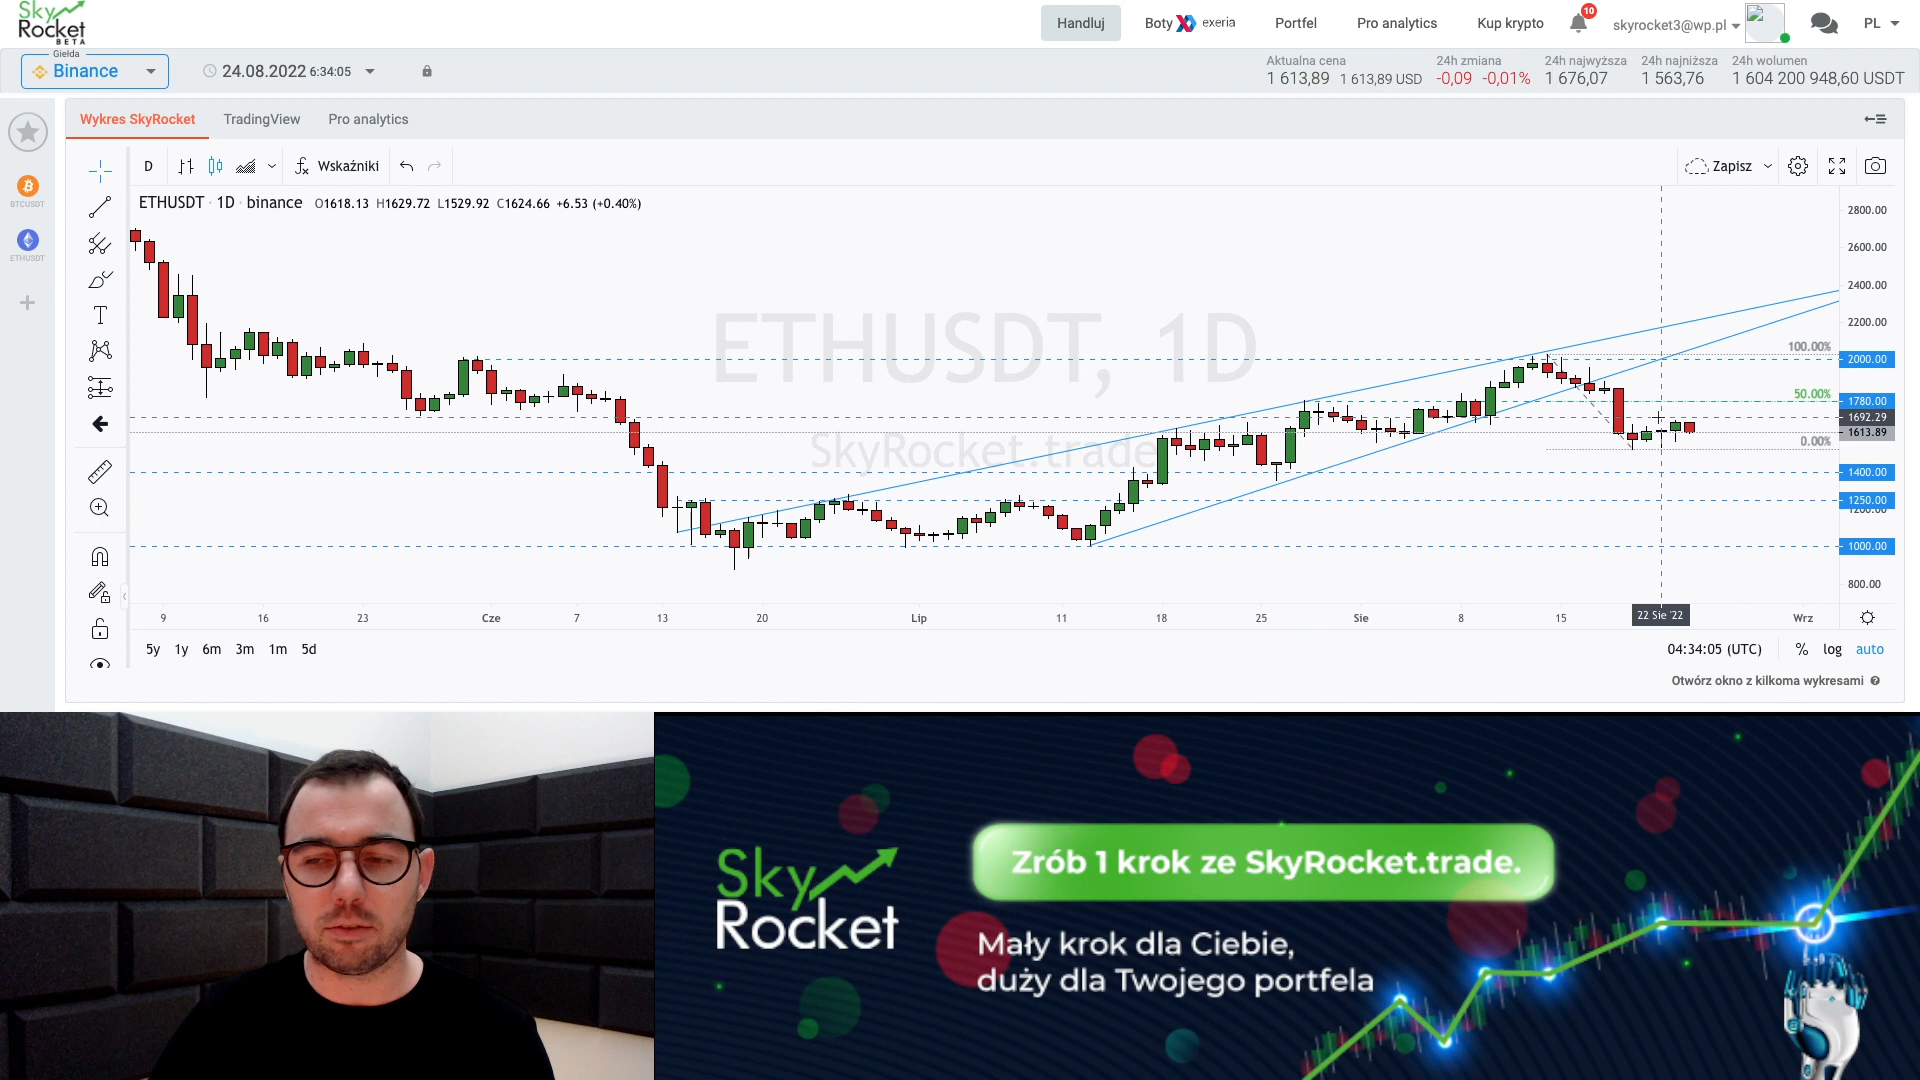 Sky
Rocket
BETA
Handluj
Boty exeria
Portfel
Pro analytics
Kup krypto
10
skyrocket3@wp.pl
PL
Giełda
Binance
24.08.2022 6:34:05
Aktualna cena
1 613,89 1 613,89 USD
24h zmiana
-0,09 -0,01%
24h najwyższa
1 676,07
24h najniższa
1 563,76
24h wolumen
1 604 200 948,60 USDT
BTCUSDT
ETHUSDT
Wykres SkyRocket
TradingView
Pro analytics
D
Wskaźniki
Zapisz
ETHUSDT · 1D · binance O1618.13 H1629.72 L1529.92 C1624.66 +6.53 (+0.40%)
ETHUSDT, 1D
SkyRocket.trade
2800.00
2600.00
2400.00
2200.00
100.00%
2000.00
50.00%
1780.00
1692.29
1613.89
0.00%
1400.00
1250.00
1200.00
1000.00
800.00
9
16
23
Cze
7
13
20
Lip
11
18
25
Sie
8
15
22 Sie '22
Wrz
5y 1y 6m 3m 1m 5d
04:34:05 (UTC)
% log auto
Otwórz okno z kilkoma wykresami
Sky
Rocket
Zrób 1 krok ze SkyRocket.trade.
Mały krok dla Ciebie,
duży dla Twojego portfela